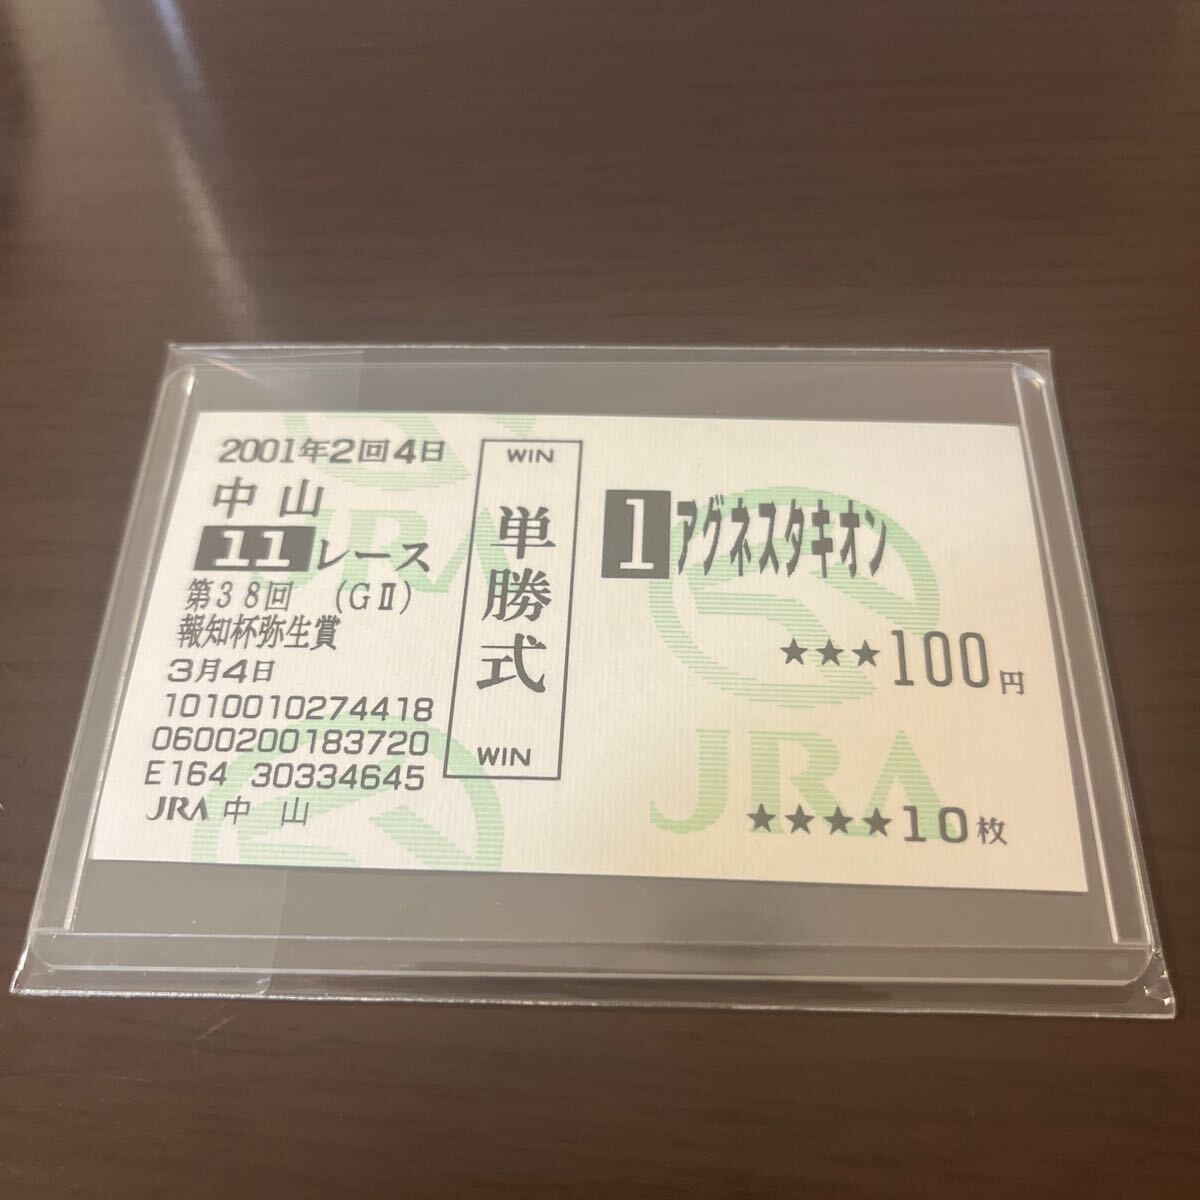 2001年2回4日
中山
11レース
第38回 (GⅡ)
報知杯弥生賞
3月4日
1010010274418
0600200183720
E164 30334645
JRA 中 山
WIN
単勝式
WIN
1アグネスタキオン
★★★100円
★★★★10枚
JRA
JRA